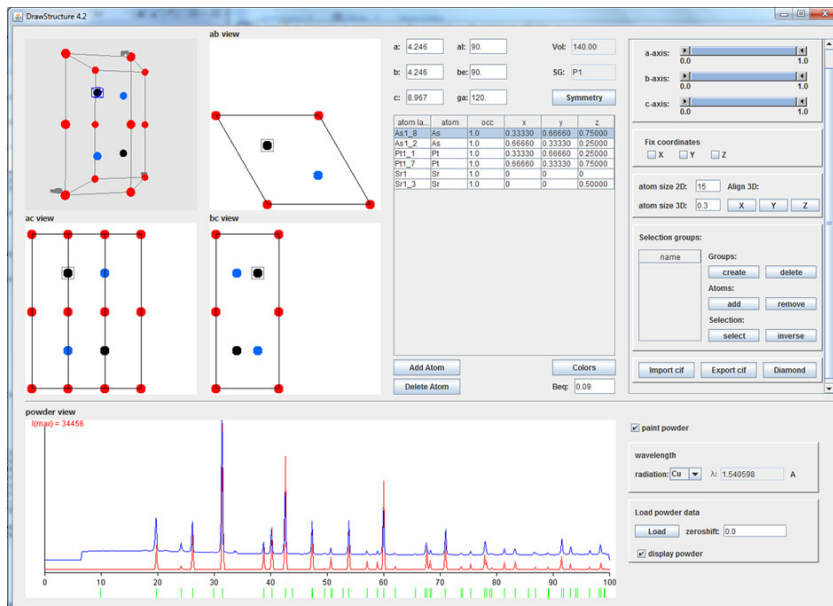 DrawStructure 4.2
ab view
ac view
bc view
a: 4.246 al: 90. Vol: 140.00
b: 4.246 be: 90. SG: P1
c: 8.967 ga: 120. Symmetry
atom la... atom occ x y z
As1_8 As 1.0 0.33330 0.66660 0.75000
As1_2 As 1.0 0.66660 0.33330 0.25000
Pt1_1 Pt 1.0 0.33330 0.66660 0.25000
Pt1_7 Pt 1.0 0.66660 0.33330 0.75000
Sr1 Sr 1.0 0 0 0
Sr1_3 Sr 1.0 0 0 0.50000
Add Atom Colors
Delete Atom Beq: 0.09
a-axis:
0.0 1.0
b-axis:
0.0 1.0
c-axis:
0.0 1.0
Fix coordinates
X Y Z
atom size 2D: 15 Align 3D:
atom size 3D: 0.3 X Y Z
Selection groups:
name Groups:
create delete
Atoms:
add remove
Selection:
select inverse
Import cif Export cif Diamond
powder view
I(max) = 34456
0 10 20 30 40 50 60 70 80 90 100
paint powder
wavelength
radiation: Cu λ: 1.540598 A
Load powder data
Load zeroshift: 0.0
display powder